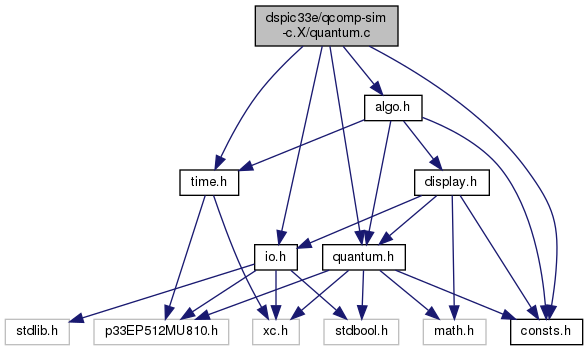 dspic33e/qcomp-sim
-c.X/quantum.c
algo.h
time.h
display.h
io.h
quantum.h
stdlib.h
p33EP512MU810.h
xc.h
stdbool.h
math.h
consts.h